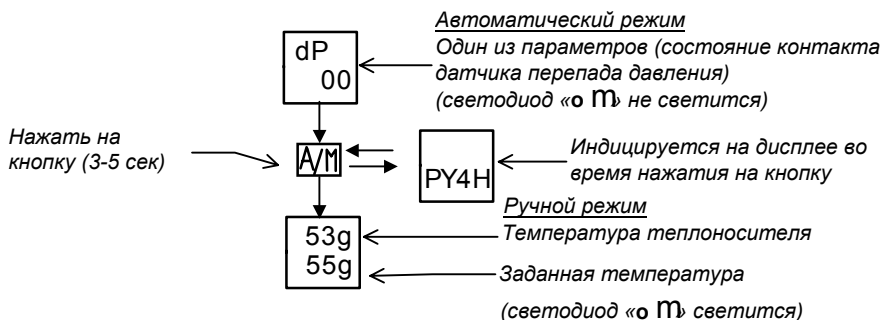 Автоматический режим
Один из параметров (состояние контакта
датчика перепада давления)
(светодиод «о m» не светится)
dP
00
Нажать на
кнопку (3-5 сек)
A/M
PY4H
Индицируется на дисплее во
время нажатия на кнопку
Ручной режим
53g
Температура теплоносителя
55g
Заданная температура
(светодиод «о m» светится)